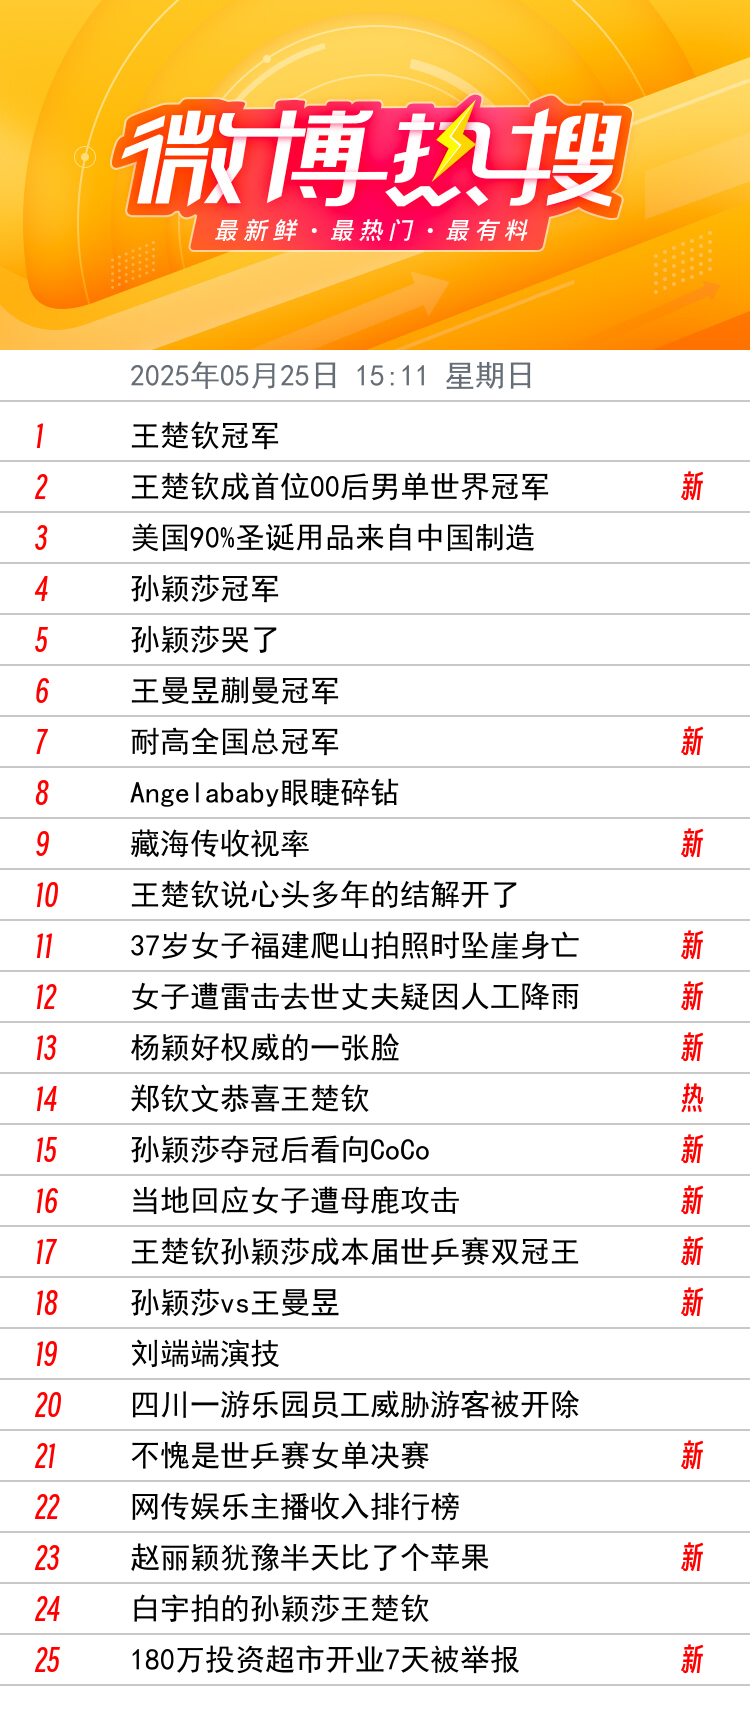 微博热搜
最新鲜·最热门·最有料
2025年05月25日 15:11 星期日
1 王楚钦冠军
2 王楚钦成首位00后男单世界冠军 新
3 美国90%圣诞用品来自中国制造
4 孙颖莎冠军
5 孙颖莎哭了
6 王曼昱蒯曼冠军
7 耐高全国总冠军 新
8 Angelababy眼睫碎钻
9 藏海传收视率 新
10 王楚钦说心头多年的结解开了
11 37岁女子福建爬山拍照时坠崖身亡 新
12 女子遭雷击去世丈夫疑因人工降雨 新
13 杨颖好权威的一张脸 新
14 郑钦文恭喜王楚钦 热
15 孙颖莎夺冠后看向CoCo 新
16 当地回应女子遭母鹿攻击 新
17 王楚钦孙颖莎成本届世乒赛双冠王 新
18 孙颖莎vs王曼昱 新
19 刘端端演技
20 四川一游乐园员工威胁游客被开除
21 不愧是世乒赛女单决赛 新
22 网传娱乐主播收入排行榜
23 赵丽颖犹豫半天比了个苹果 新
24 白宇拍的孙颖莎王楚钦
25 180万投资超市开业7天被举报 新